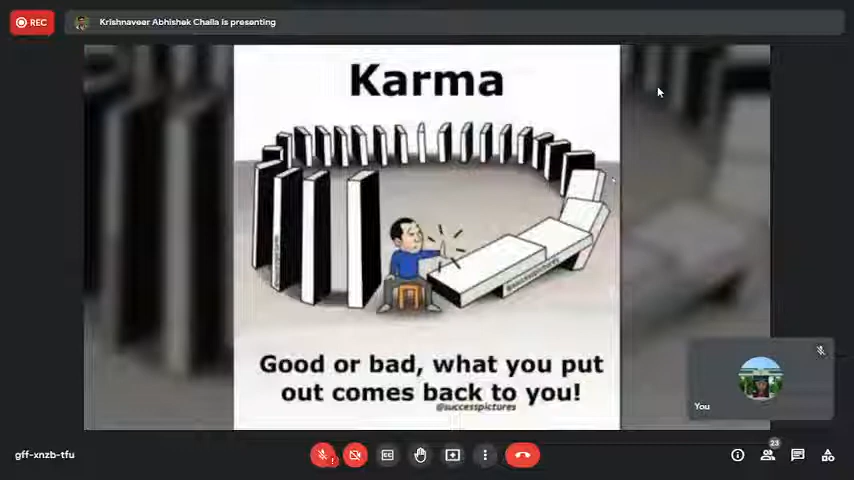 REC
Krishnaveer Abhishek Challa is presenting
Karma
Good or bad, what you put
out comes back to you!
@successpictures
You
23
gff-xnzb-tfu